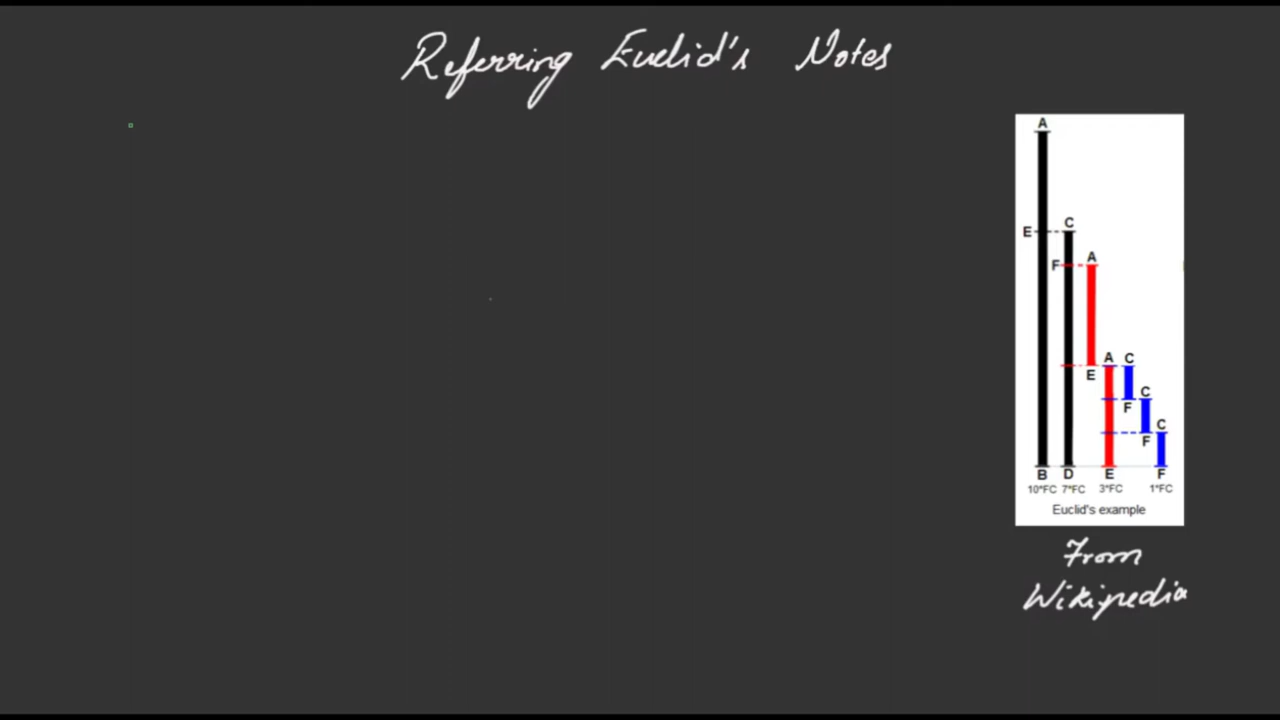 Referring Euclid's Notes
A
E C
F A
E A C
F C
F C
B D E F
10*FC 7*FC 3*FC 1*FC
Euclid's example
From
Wikipedia